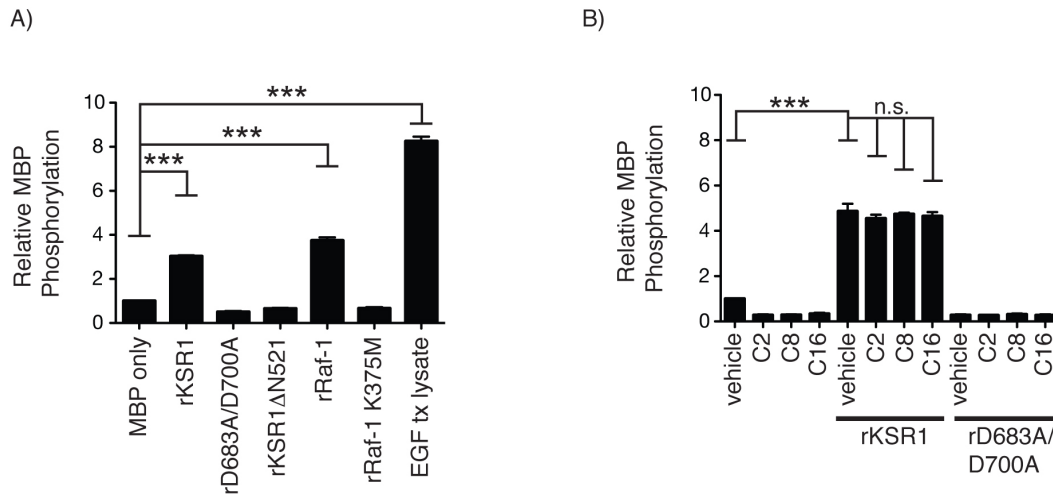 A)
B)
Relative MBP
Phosphorylation
10
8
6
4
2
0
***
***
***
MBP only
rKSR1
rD683A/D700A
rKSR1ΔN521
rRaf-1
rRaf-1 K375M
EGF tx lysate
Relative MBP
Phosphorylation
10
8
6
4
2
0
***
n.s.
vehicle
C2
C8
C16
vehicle
C2
C8
C16
vehicle
C2
C8
C16
rKSR1
rD683A/
D700A